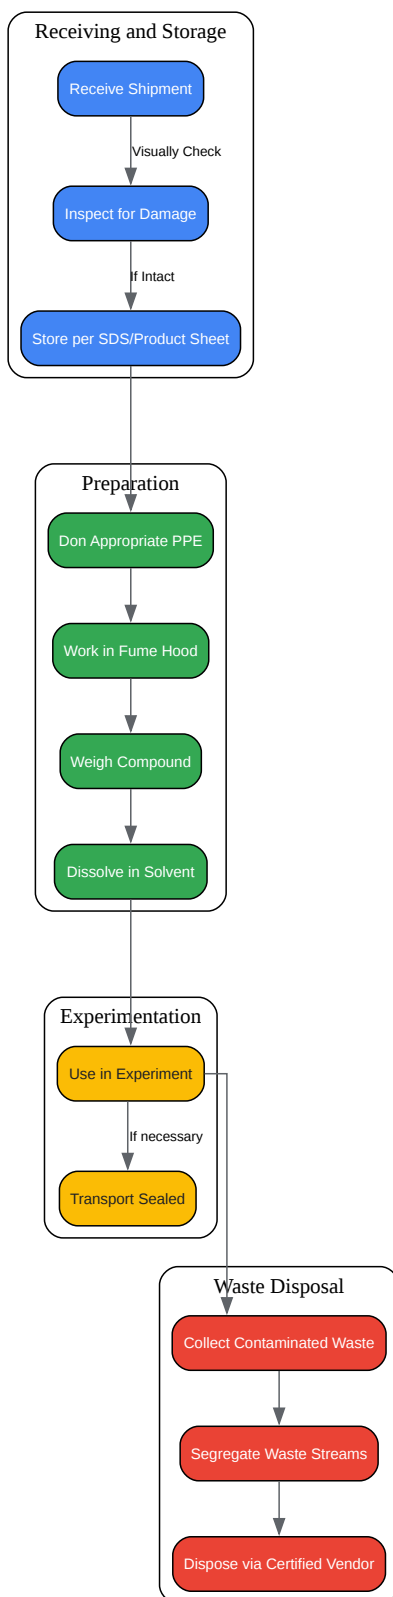 Receiving and Storage
Receive Shipment
Visually Check
Inspect for Damage
If Intact
Store per SDS/Product Sheet
Preparation
Don Appropriate PPE
Work in Fume Hood
Weigh Compound
Dissolve in Solvent
Experimentation
Use in Experiment
If necessary
Transport Sealed
Waste Disposal
Collect Contaminated Waste
Segregate Waste Streams
Dispose via Certified Vendor